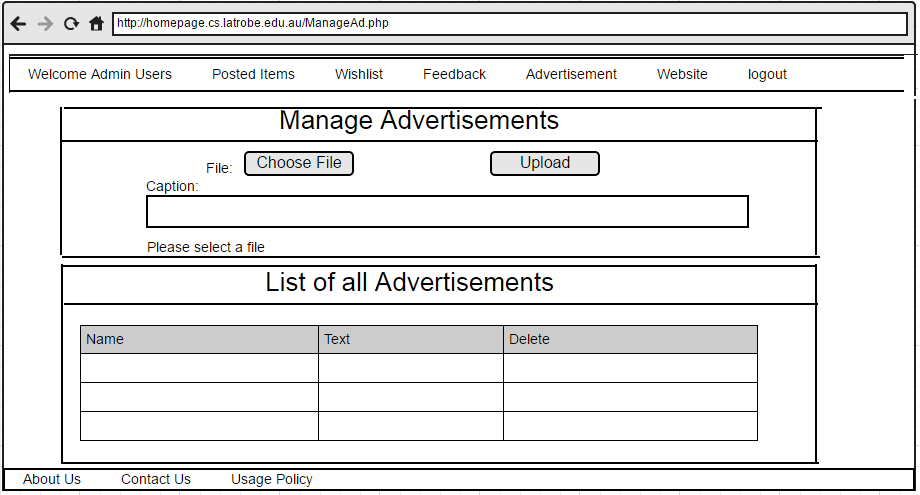 http://homepage.cs.latrobe.edu.au/ManageAd.php
Welcome Admin Users Posted Items Wishlist Feedback Advertisement Website logout
Manage Advertisements
File: Choose File Upload
Caption:
Please select a file
List of all Advertisements
Name Text Delete
About Us Contact Us Usage Policy